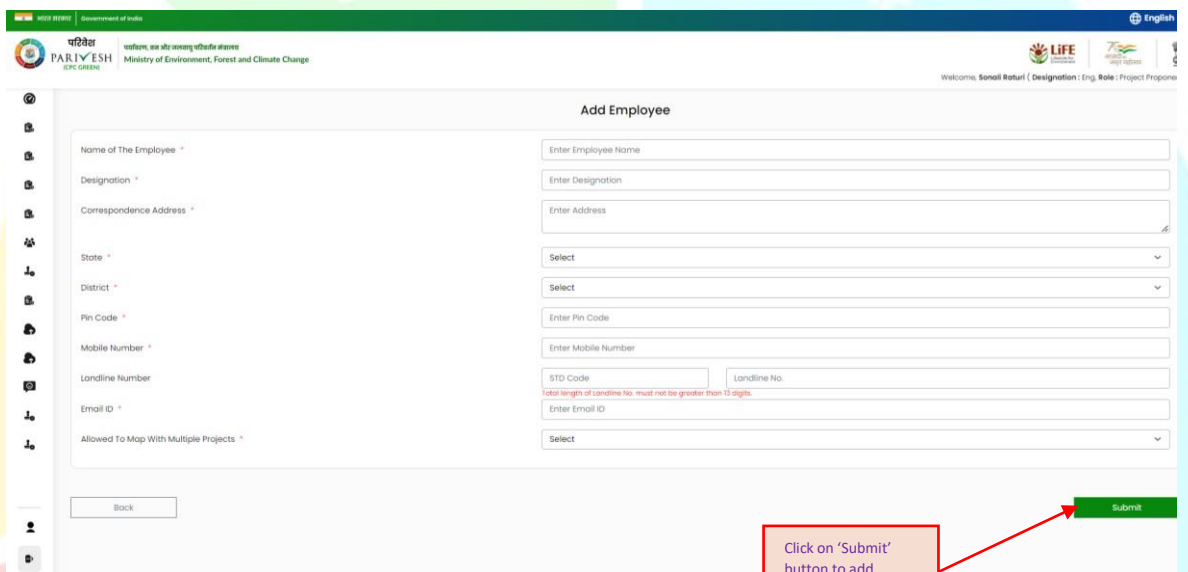 भारत सरकार Government of India
English
परिवेश
PARIVESH
(CPC GREEN)
पर्यावरण, वन और जलवायु परिवर्तन मंत्रालय
Ministry of Environment, Forest and Climate Change
LiFE
Welcome, Sonali Raturi ( Designation : Eng, Role : Project Propone
Add Employee
Name of The Employee *
Enter Employee Name
Designation *
Enter Designation
Correspondence Address *
Enter Address
State *
Select
District *
Select
Pin Code *
Enter Pin Code
Mobile Number *
Enter Mobile Number
Landline Number
STD Code
Landline No.
Total length of Landline No. must not be greater than 13 digits.
Email ID *
Enter Email ID
Allowed To Map With Multiple Projects *
Select
Back
Submit
Click on ‘Submit’
button to add